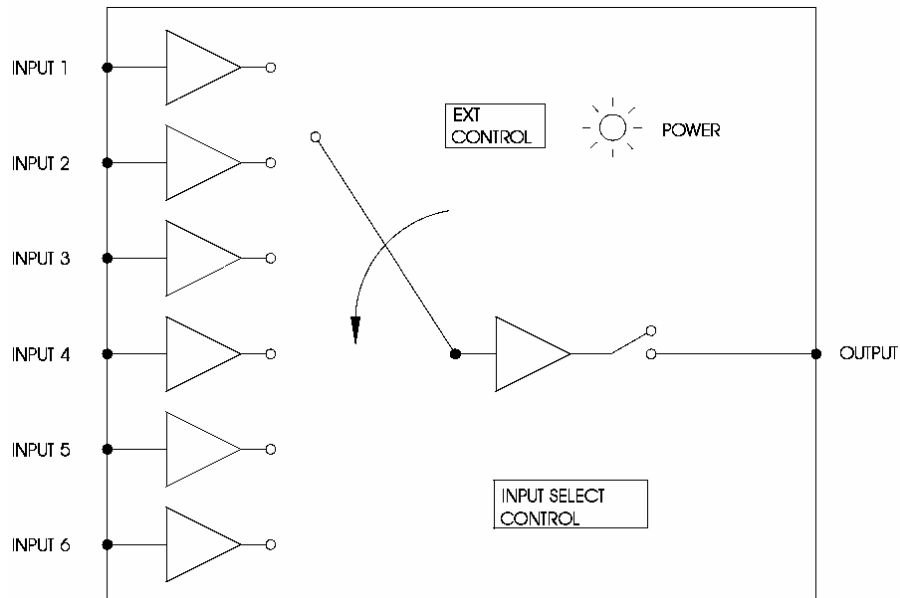 INPUT 1
EXT
CONTROL
POWER
INPUT 2
INPUT 3
INPUT 4
OUTPUT
INPUT 5
INPUT SELECT
CONTROL
INPUT 6